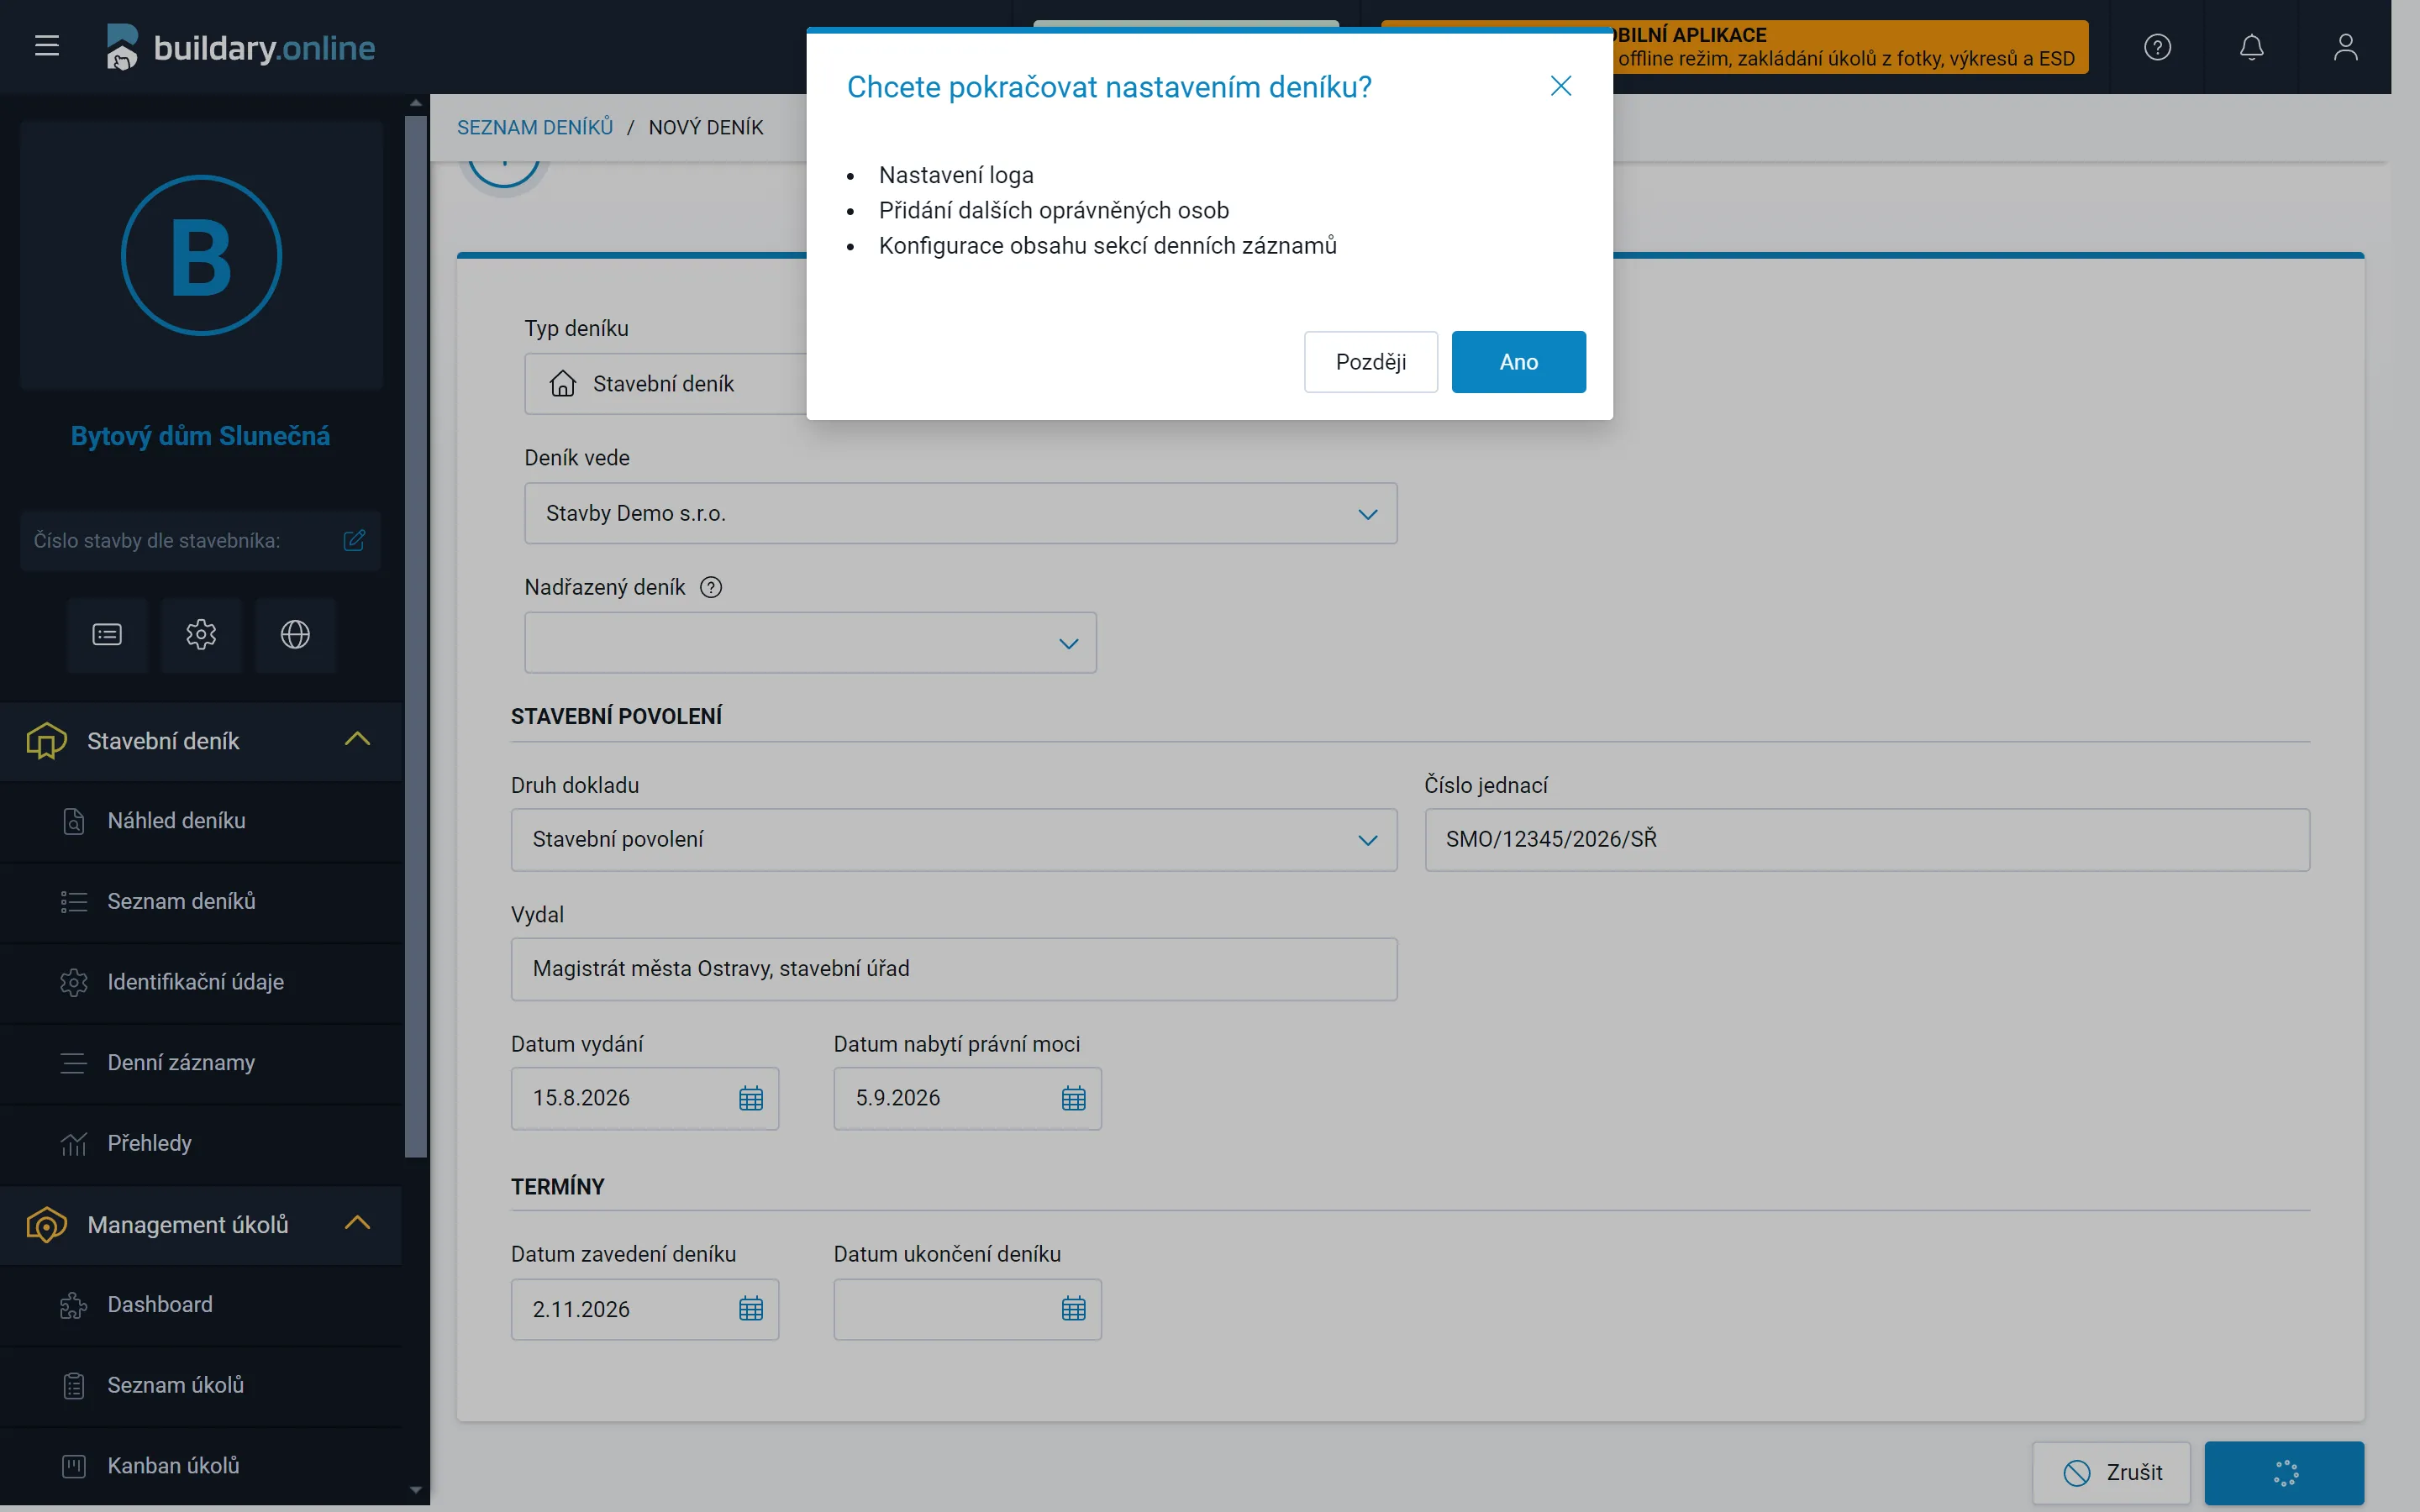 buildary.online
OBILNÍ APLIKACE
offline režim, zakládání úkolů z fotky, výkresů a ESD
Chcete pokračovat nastavením deníku?
Nastavení loga
Přidání dalších oprávněných osob
Konfigurace obsahu sekcí denních záznamů
Později
Ano
SEZNAM DENÍKŮ / NOVÝ DENÍK
B
Bytový dům Slunečná
Číslo stavby dle stavebníka:
Stavební deník
Náhled deníku
Seznam deníků
Identifikační údaje
Denní záznamy
Přehledy
Management úkolů
Dashboard
Seznam úkolů
Kanban úkolů
Typ deníku
Stavební deník
Deník vede
Stavby Demo s.r.o.
Nadřazený deník
STAVEBNÍ POVOLENÍ
Druh dokladu
Číslo jednací
Stavební povolení
SMO/12345/2026/SŘ
Vydal
Magistrát města Ostravy, stavební úřad
Datum vydání
Datum nabytí právní moci
15.8.2026
5.9.2026
TERMÍNY
Datum zavedení deníku
Datum ukončení deníku
2.11.2026
Zrušit